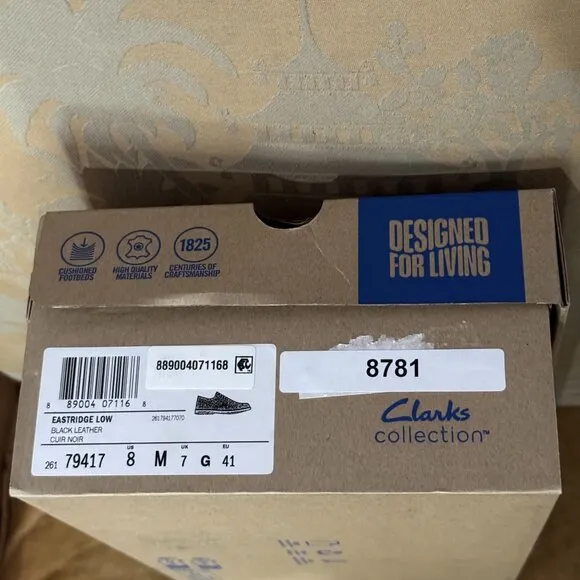 CUSHIONED
FOOTBEDS
HIGH QUALITY
MATERIALS
1825
CENTURIES OF
CRAFTSMANSHIP
DESIGNED
FOR LIVING
889004071168
8 89004 07116 8
EASTRIDGE LOW
261794177070
BLACK LEATHER
CUIR NOIR
US UK EU
261 79417 8 M 7 G 41
8781
Clarks
collection™